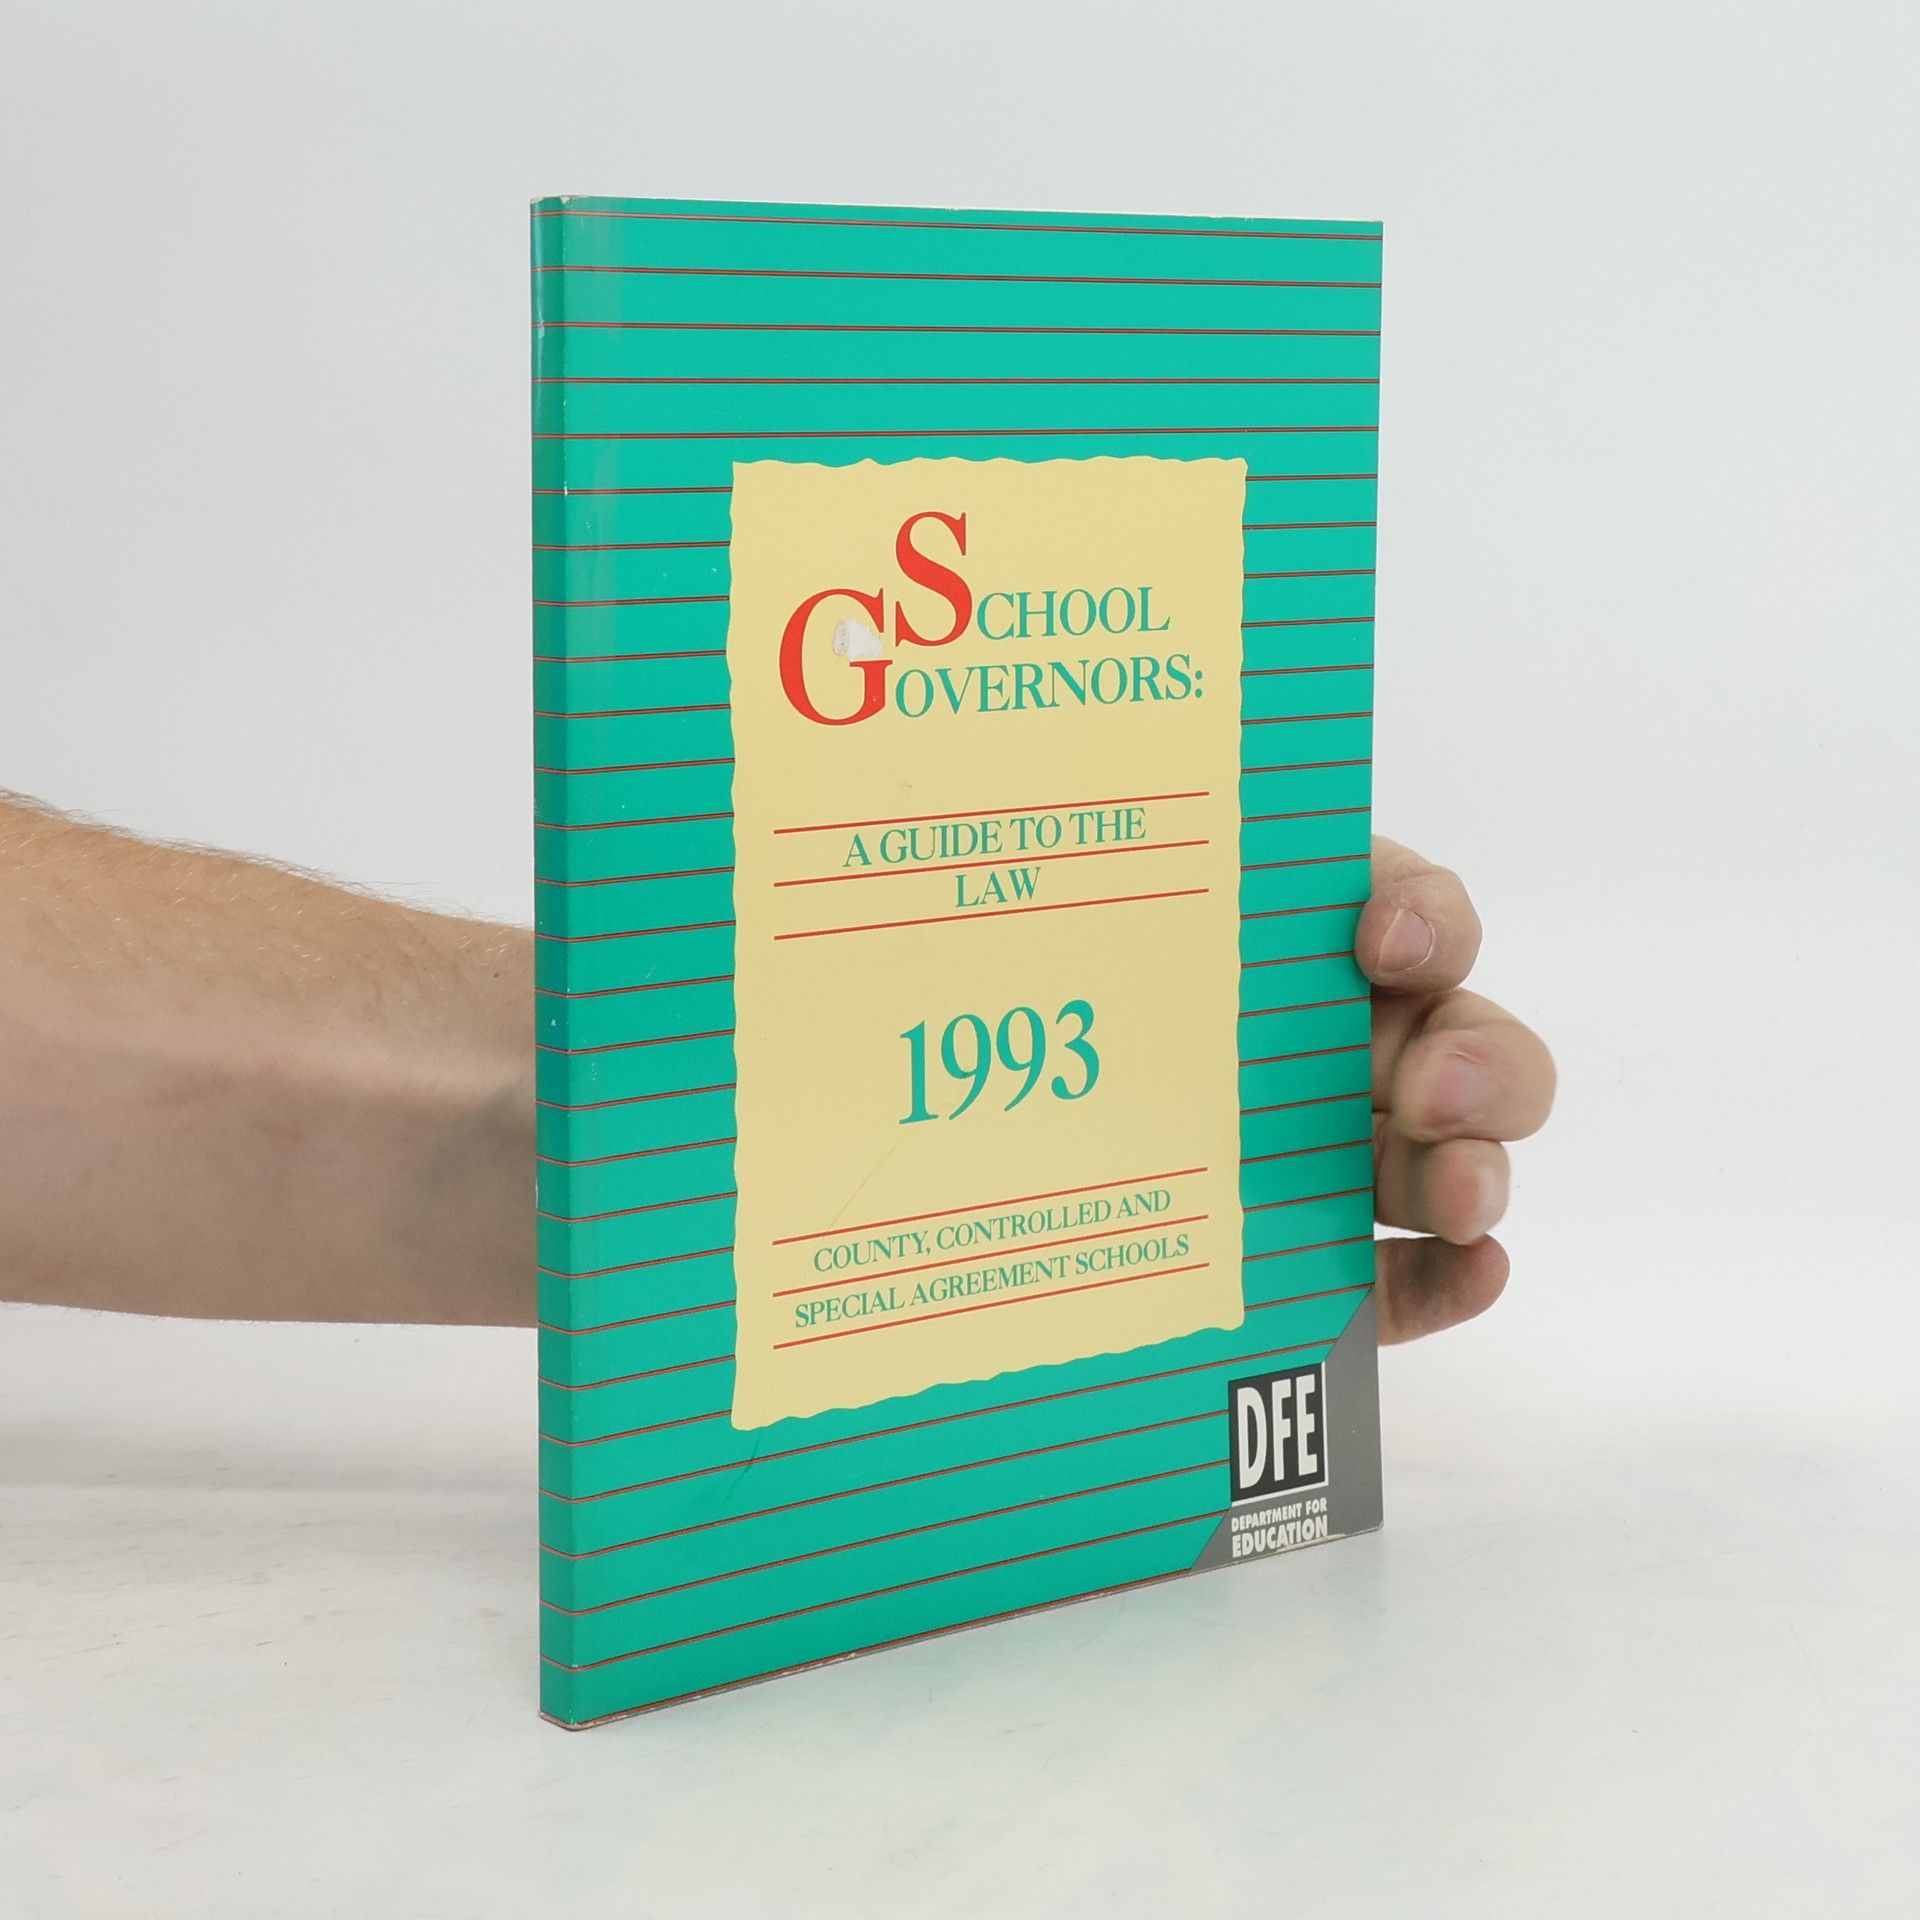 SCHOOL
GOVERNORS:
A GUIDE TO THE
LAW
1993
COUNTY, CONTROLLED AND
SPECIAL AGREEMENT SCHOOLS
DFE
DEPARTMENT FOR
EDUCATION